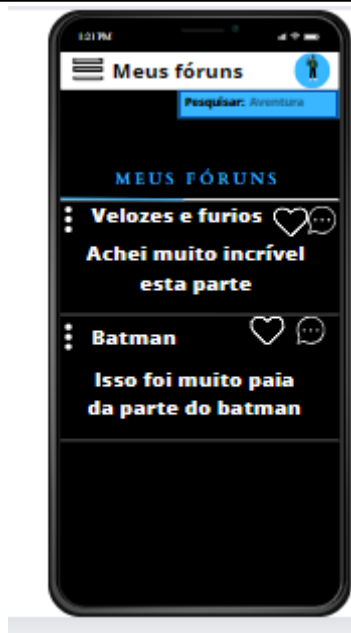 1:21 PM
Meus fóruns
Pesquisar: Aventura
MEUS FÓRUNS
Velozes e furios
Achei muito incrível
esta parte
Batman
Isso foi muito paia
da parte do batman